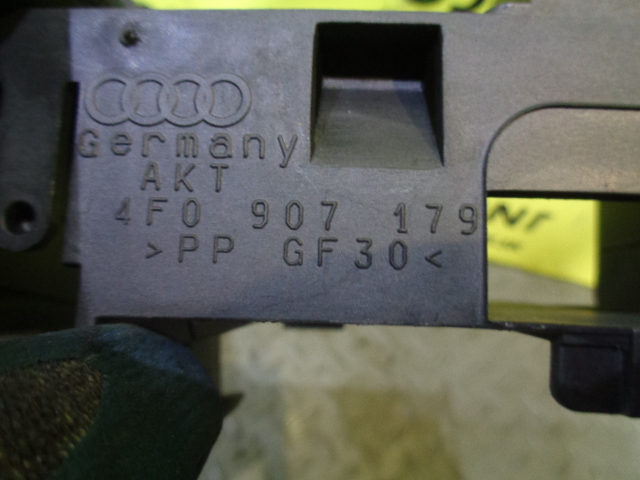 Germany
AKT
4F0 907 179
>PP GF30<